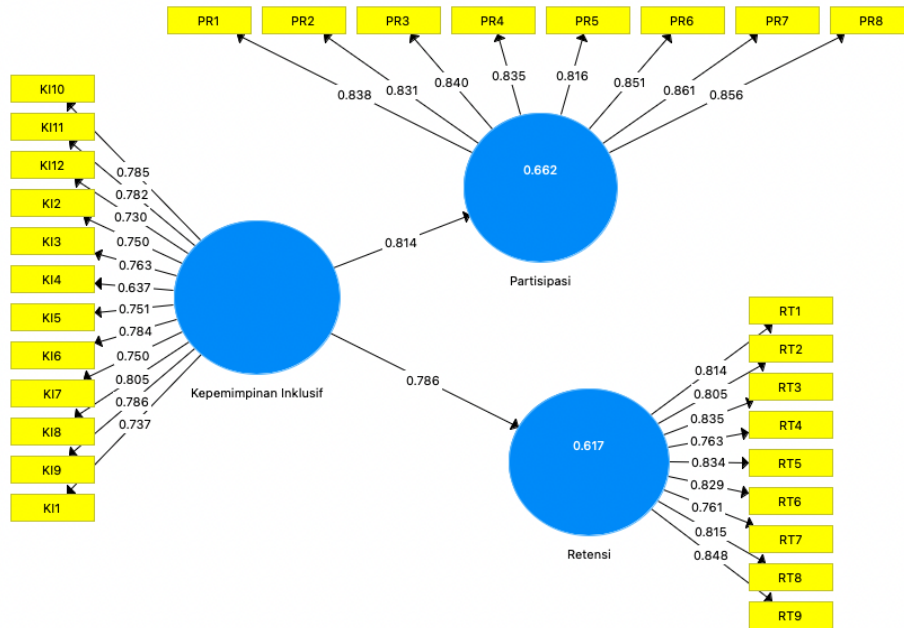 PR1 PR2 PR3 PR4 PR5 PR6 PR7 PR8
0.838 0.831 0.840 0.835 0.816 0.851 0.861 0.856
KI10
KI11
KI12
KI2
KI3
KI4
KI5
KI6
KI7
KI8
KI9
KI1
0.785
0.782
0.730
0.750
0.763
0.637
0.751
0.784
0.750
0.805
0.786
0.737
Kepemimpinan Inklusif
0.814
0.662
Partisipasi
0.786
0.617
Retensi
0.814
0.805
0.835
0.763
0.834
0.829
0.761
0.815
0.848
RT1
RT2
RT3
RT4
RT5
RT6
RT7
RT8
RT9